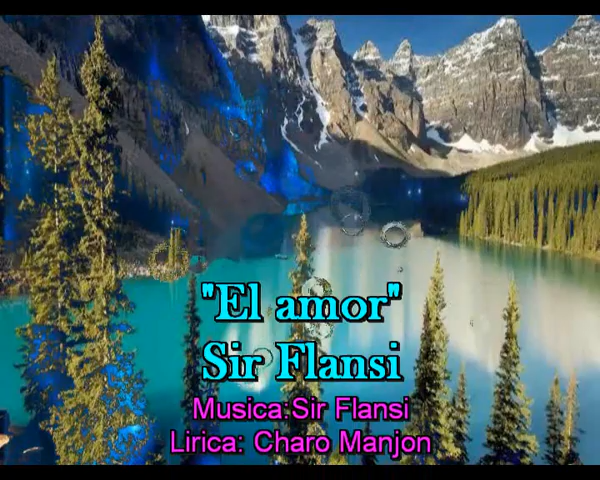 "El amor"
Sir Flansi
Musica:Sir Flansi
Lirica: Charo Manjon